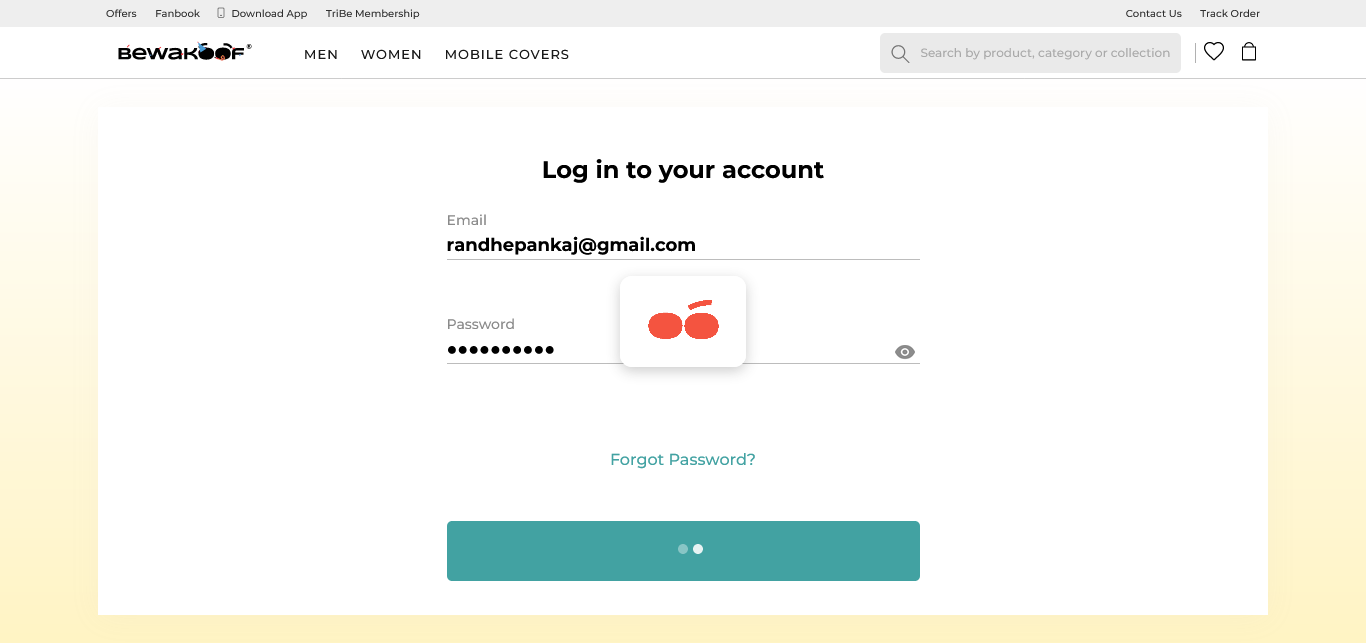 Offers Fanbook Download App TriBe Membership Contact Us Track Order
BEWAKOOF® MEN WOMEN MOBILE COVERS Search by product, category or collection
Log in to your account
Email
randhepankaj@gmail.com
Password
••••••••••
Forgot Password?